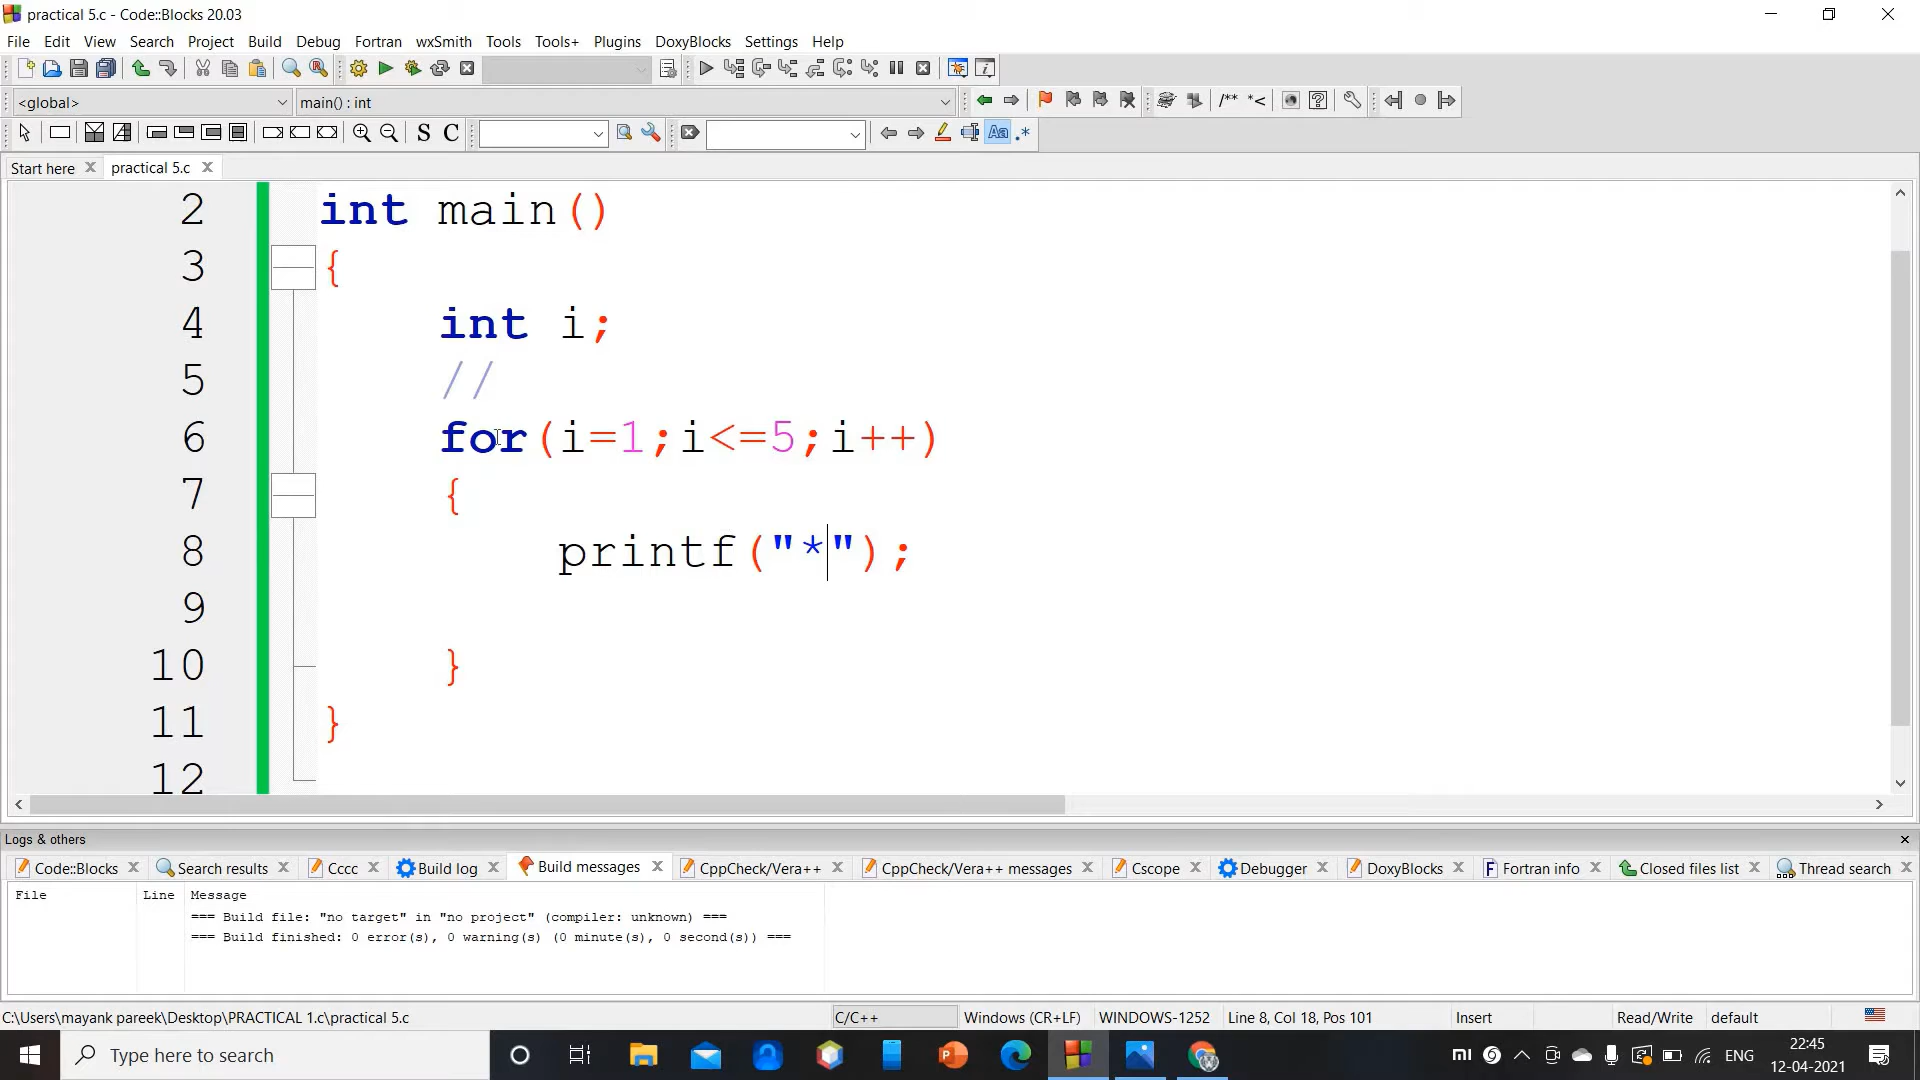 practical 5.c - Code::Blocks 20.03
File Edit View Search Project Build Debug Fortran wxSmith Tools Tools+ Plugins DoxyBlocks Settings Help
<global> main() : int /** *<
S C Aa .*
Start here practical 5.c
2 int main()
3 {
4 int i;
5 //
6 for(i=1;i<=5;i++)
7 {
8 printf("*");
9
10 }
11 }
12
Logs & others
Code::Blocks Search results Cccc Build log Build messages CppCheck/Vera++ CppCheck/Vera++ messages Cscope Debugger DoxyBlocks Fortran info Closed files list Thread search
File Line Message
=== Build file: "no target" in "no project" (compiler: unknown) ===
=== Build finished: 0 error(s), 0 warning(s) (0 minute(s), 0 second(s)) ===
C:\Users\mayank pareek\Desktop\PRACTICAL 1.c\practical 5.c C/C++ Windows (CR+LF) WINDOWS-1252 Line 8, Col 18, Pos 101 Insert Read/Write default
Type here to search ENG 22:45
12-04-2021